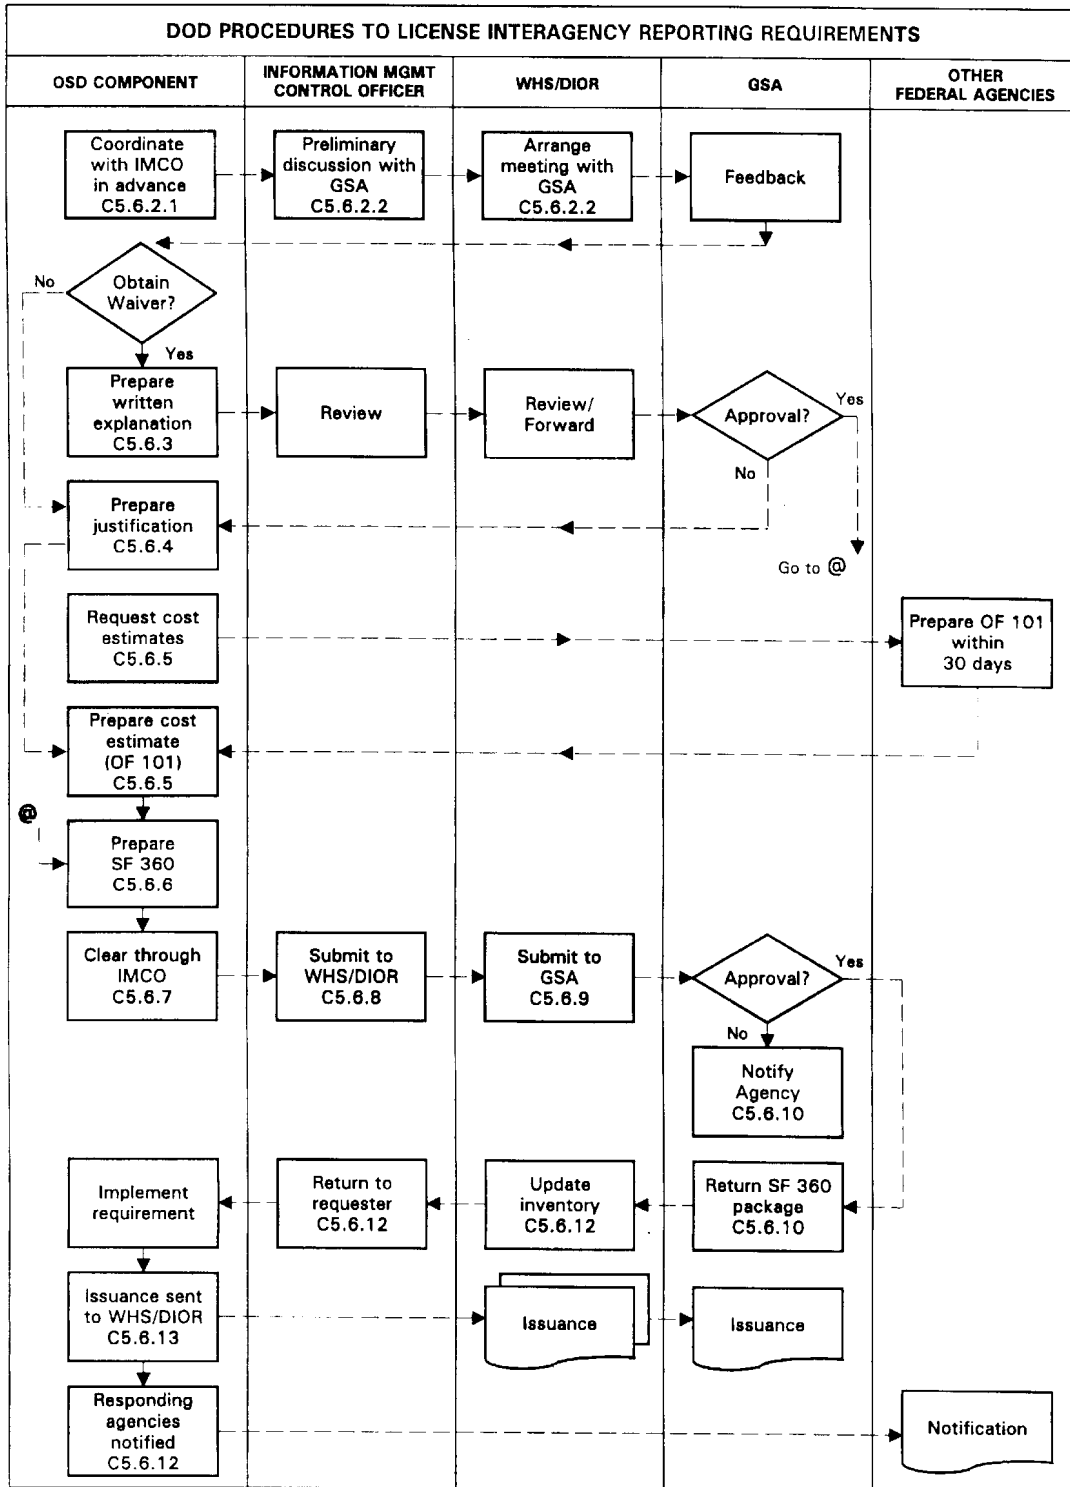 DOD PROCEDURES TO LICENSE INTERAGENCY REPORTING REQUIREMENTS
OSD COMPONENT
INFORMATION MGMT
CONTROL OFFICER
WHS/DIOR
GSA
OTHER
FEDERAL AGENCIES
Coordinate
with IMCO
in advance
C5.6.2.1
Preliminary
discussion with
GSA
C5.6.2.2
Arrange
meeting with
GSA
C5.6.2.2
Feedback
No
Obtain
Waiver?
Yes
Prepare
written
explanation
C5.6.3
Review
Review/
Forward
Approval?
Yes
No
Go to @
Prepare
justification
C5.6.4
Request cost
estimates
C5.6.5
Prepare OF 101
within
30 days
Prepare cost
estimate
(OF 101)
C5.6.5
@
Prepare
SF 360
C5.6.6
Clear through
IMCO
C5.6.7
Submit to
WHS/DIOR
C5.6.8
Submit to
GSA
C5.6.9
Approval?
Yes
No
Notify
Agency
C5.6.10
Implement
requirement
Return to
requester
C5.6.12
Update
inventory
C5.6.12
Return SF 360
package
C5.6.10
Issuance sent
to WHS/DIOR
C5.6.13
Issuance
Issuance
Responding
agencies
notified
C5.6.12
Notification